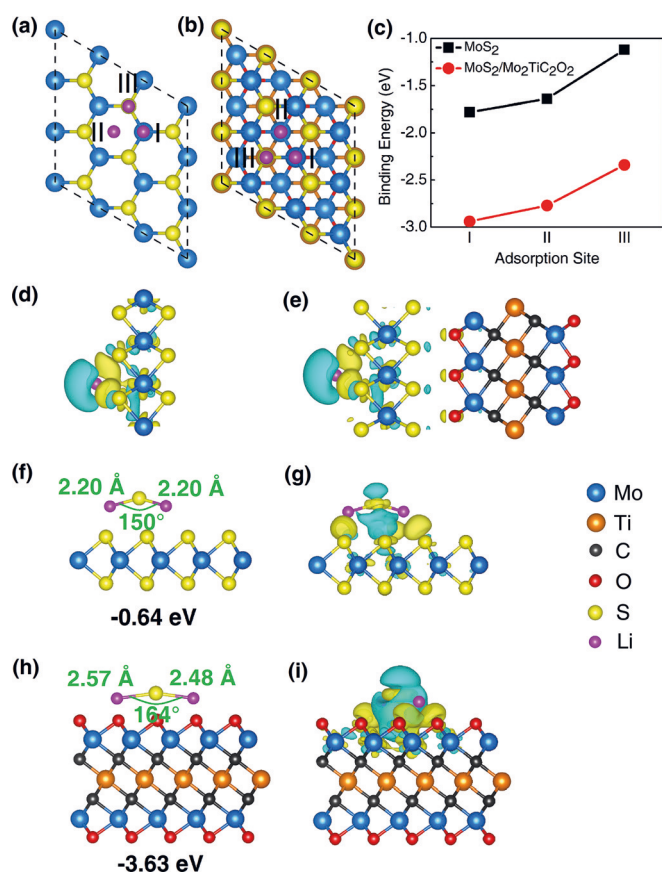 (a)
III
II
I
(b)
II
III
I
(c)
MoS2
MoS2/Mo2TiC2O2
Binding Energy (eV)
-1.0
-1.5
-2.0
-2.5
-3.0
I
II
III
Adsorption Site
(d)
(e)
(f)
2.20 Å
2.20 Å
150°
-0.64 eV
(g)
Mo
Ti
C
O
S
Li
(h)
2.57 Å
2.48 Å
164°
-3.63 eV
(i)